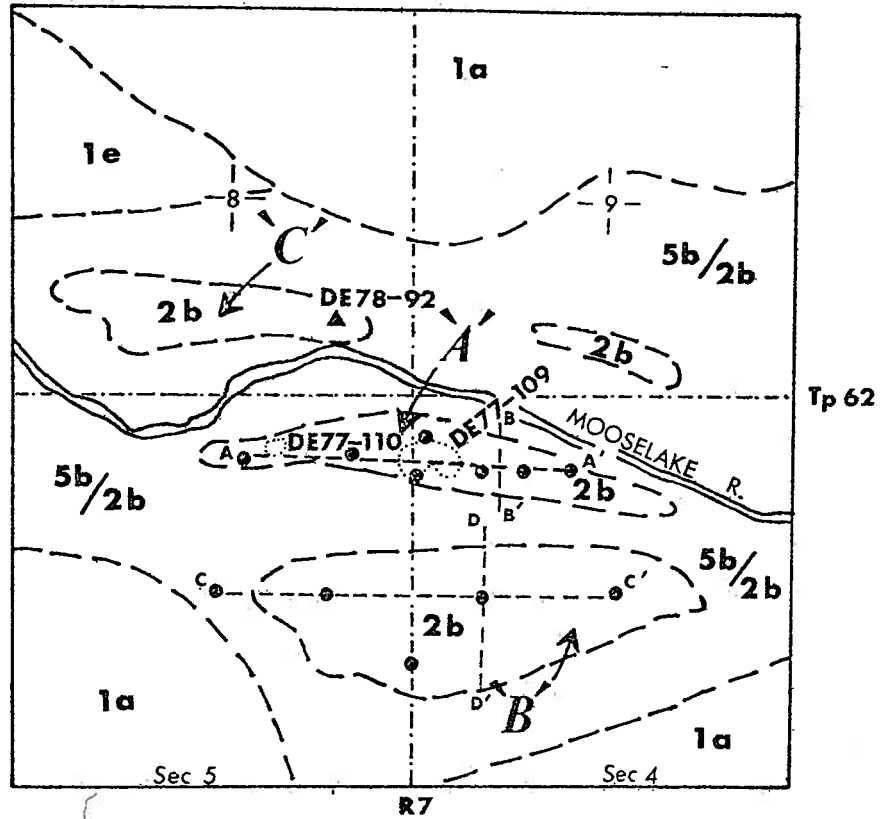 1a
1e
8
9
"C"
5b/2b
2b
DE78-92
"A"
2b
Tp 62
DE77-109
B
MOOSELAKE R.
A
DE77-110
A'
2b
5b/2b
D
B'
5b/2b
C
C'
2b
1a
D'
"B"
1a
Sec 5
Sec 4
R7